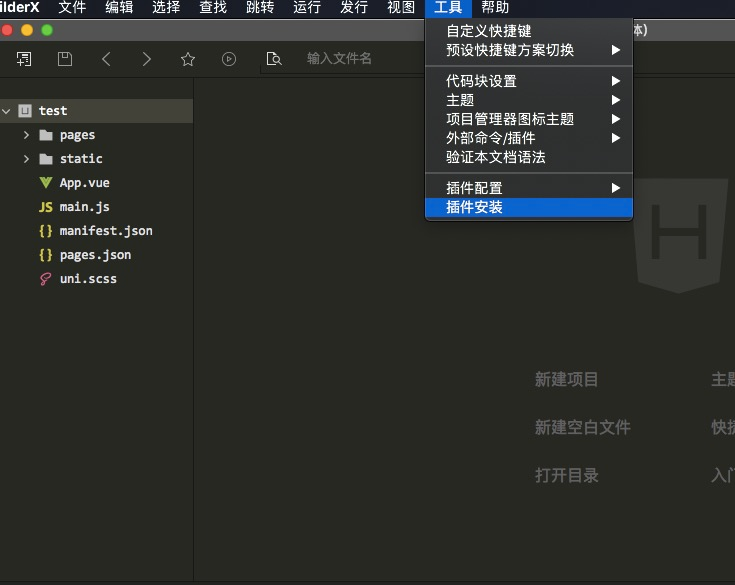 ilderX 文件 编辑 选择 查找 跳转 运行 发行 视图 工具 帮助
体)
输入文件名
自定义快捷键
预设快捷键方案切换
代码块设置
主题
项目管理器图标主题
外部命令/插件
验证本文档语法
插件配置
插件安装
test
pages
static
App.vue
JS main.js
{ } manifest.json
{ } pages.json
uni.scss
H
新建项目 主题
新建空白文件 快捷
打开目录 入门